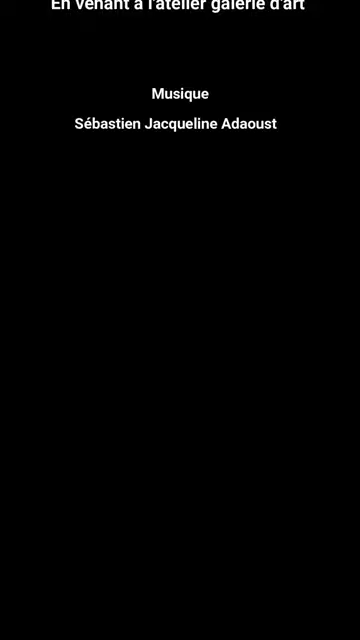 En venant à l'atelier galerie d'art
Musique
Sébastien Jacqueline Adaoust